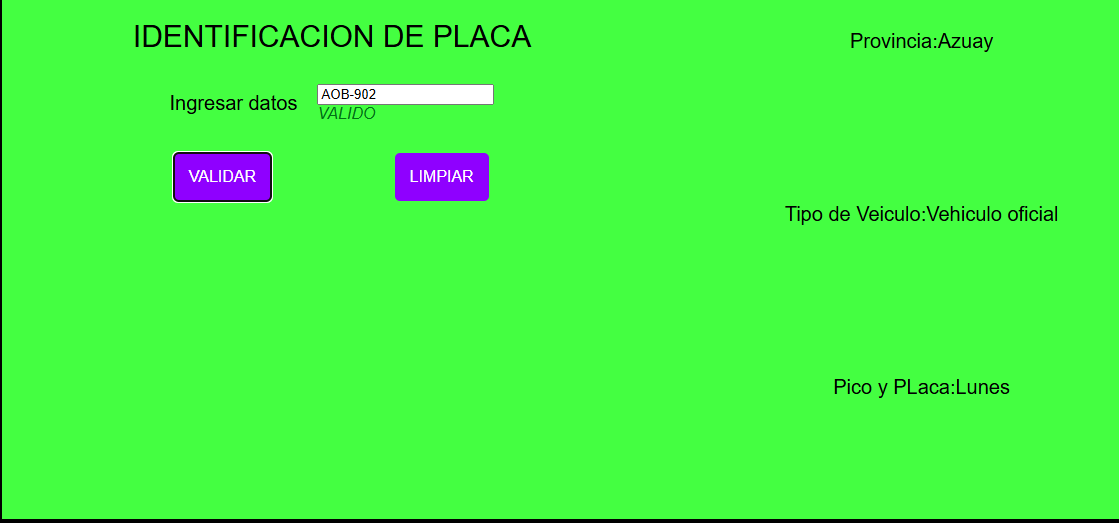 IDENTIFICACION DE PLACA
Ingresar datos
AOB-902
VALIDO
VALIDAR
LIMPIAR
Provincia:Azuay
Tipo de Veiculo:Vehiculo oficial
Pico y PLaca:Lunes